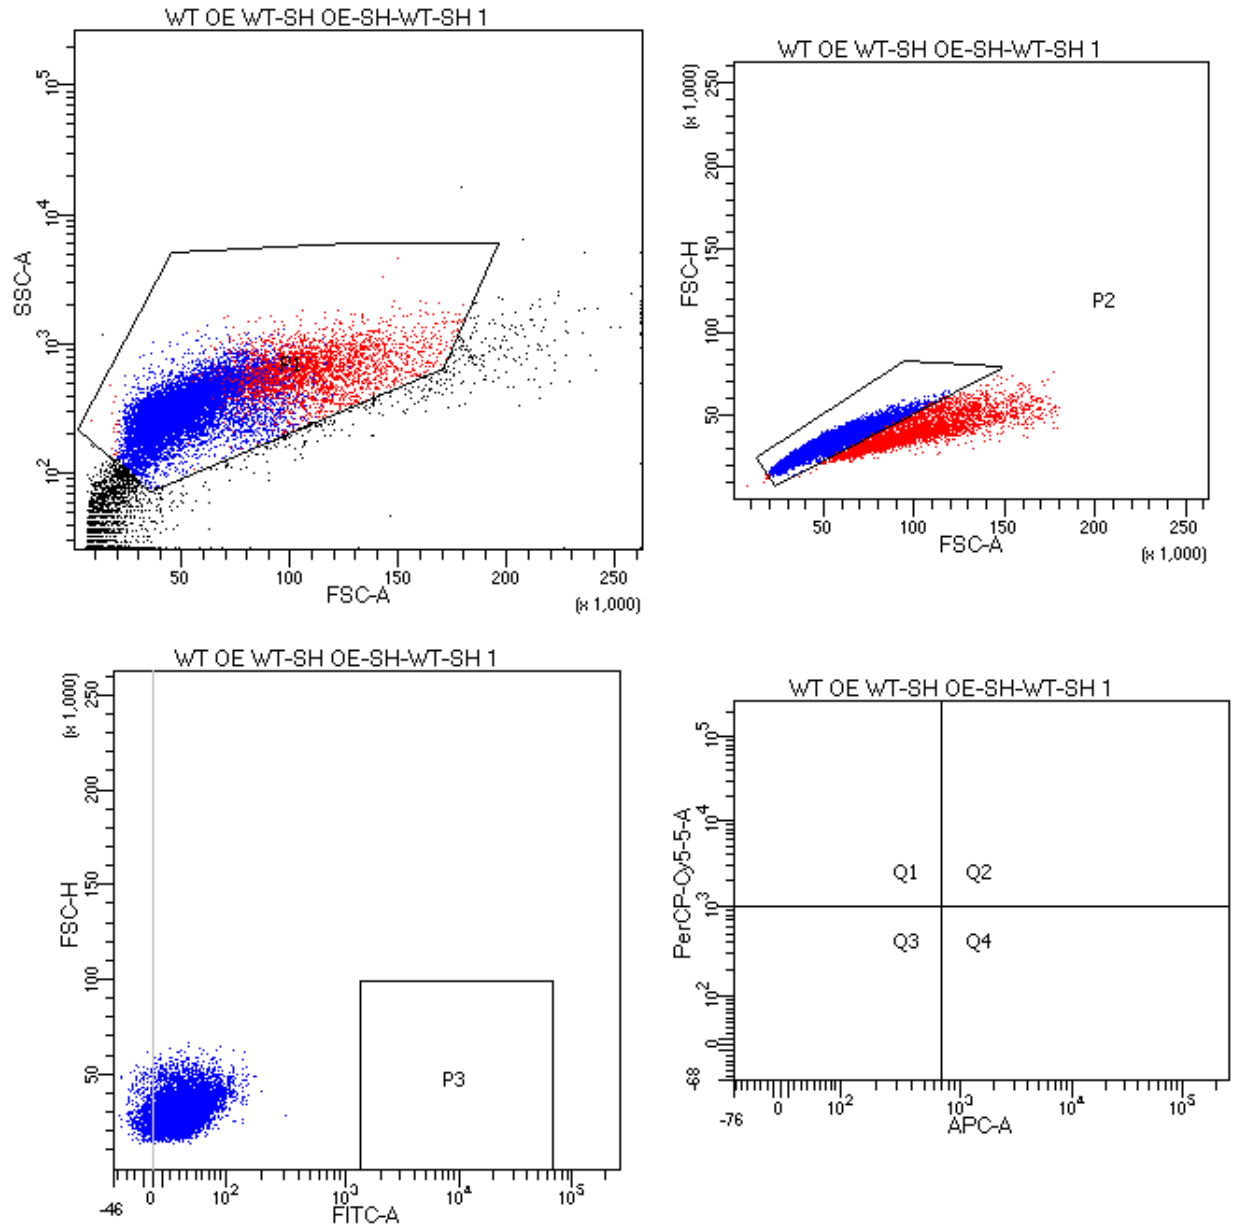 WT OE WT-SH OE-SH-WT-SH 1
SSC-A
10^5
10^4
10^3
10^2
P1
50 100 150 200 250
FSC-A
(x 1,000)
WT OE WT-SH OE-SH-WT-SH 1
(x 1,000)
FSC-H
250
200
150
100
50
P2
50 100 150 200 250
FSC-A
(x 1,000)
WT OE WT-SH OE-SH-WT-SH 1
(x 1,000)
FSC-H
250
200
150
100
50
P3
-46 0 10^2 10^3 10^4 10^5
FITC-A
WT OE WT-SH OE-SH-WT-SH 1
PerCP-Cy5-5-A
10^5
10^4
10^3
10^2
0
-68
Q1 Q2
Q3 Q4
-76 0 10^2 10^3 10^4 10^5
APC-A